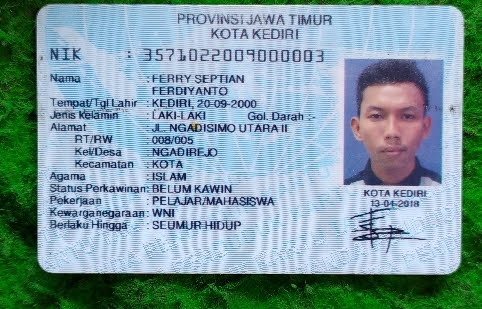 PROVINSI JAWA TIMUR
KOTA KEDIRI
NIK : 3571022009000003
Nama : FERRY SEPTIAN
FERDIYANTO
Tempat/Tgl Lahir : KEDIRI, 20-09-2000
Jenis Kelamin : LAKI-LAKI Gol. Darah :-
Alamat : JL. NGADISIMO UTARA II
RT/RW : 008/005
Kel/Desa : NGADIREJO
Kecamatan : KOTA
Agama : ISLAM
Status Perkawinan: BELUM KAWIN
Pekerjaan : PELAJAR/MAHASISWA
Kewarganegaraan: WNI
Berlaku Hingga : SEUMUR HIDUP
KOTA KEDIRI
13-04-2018